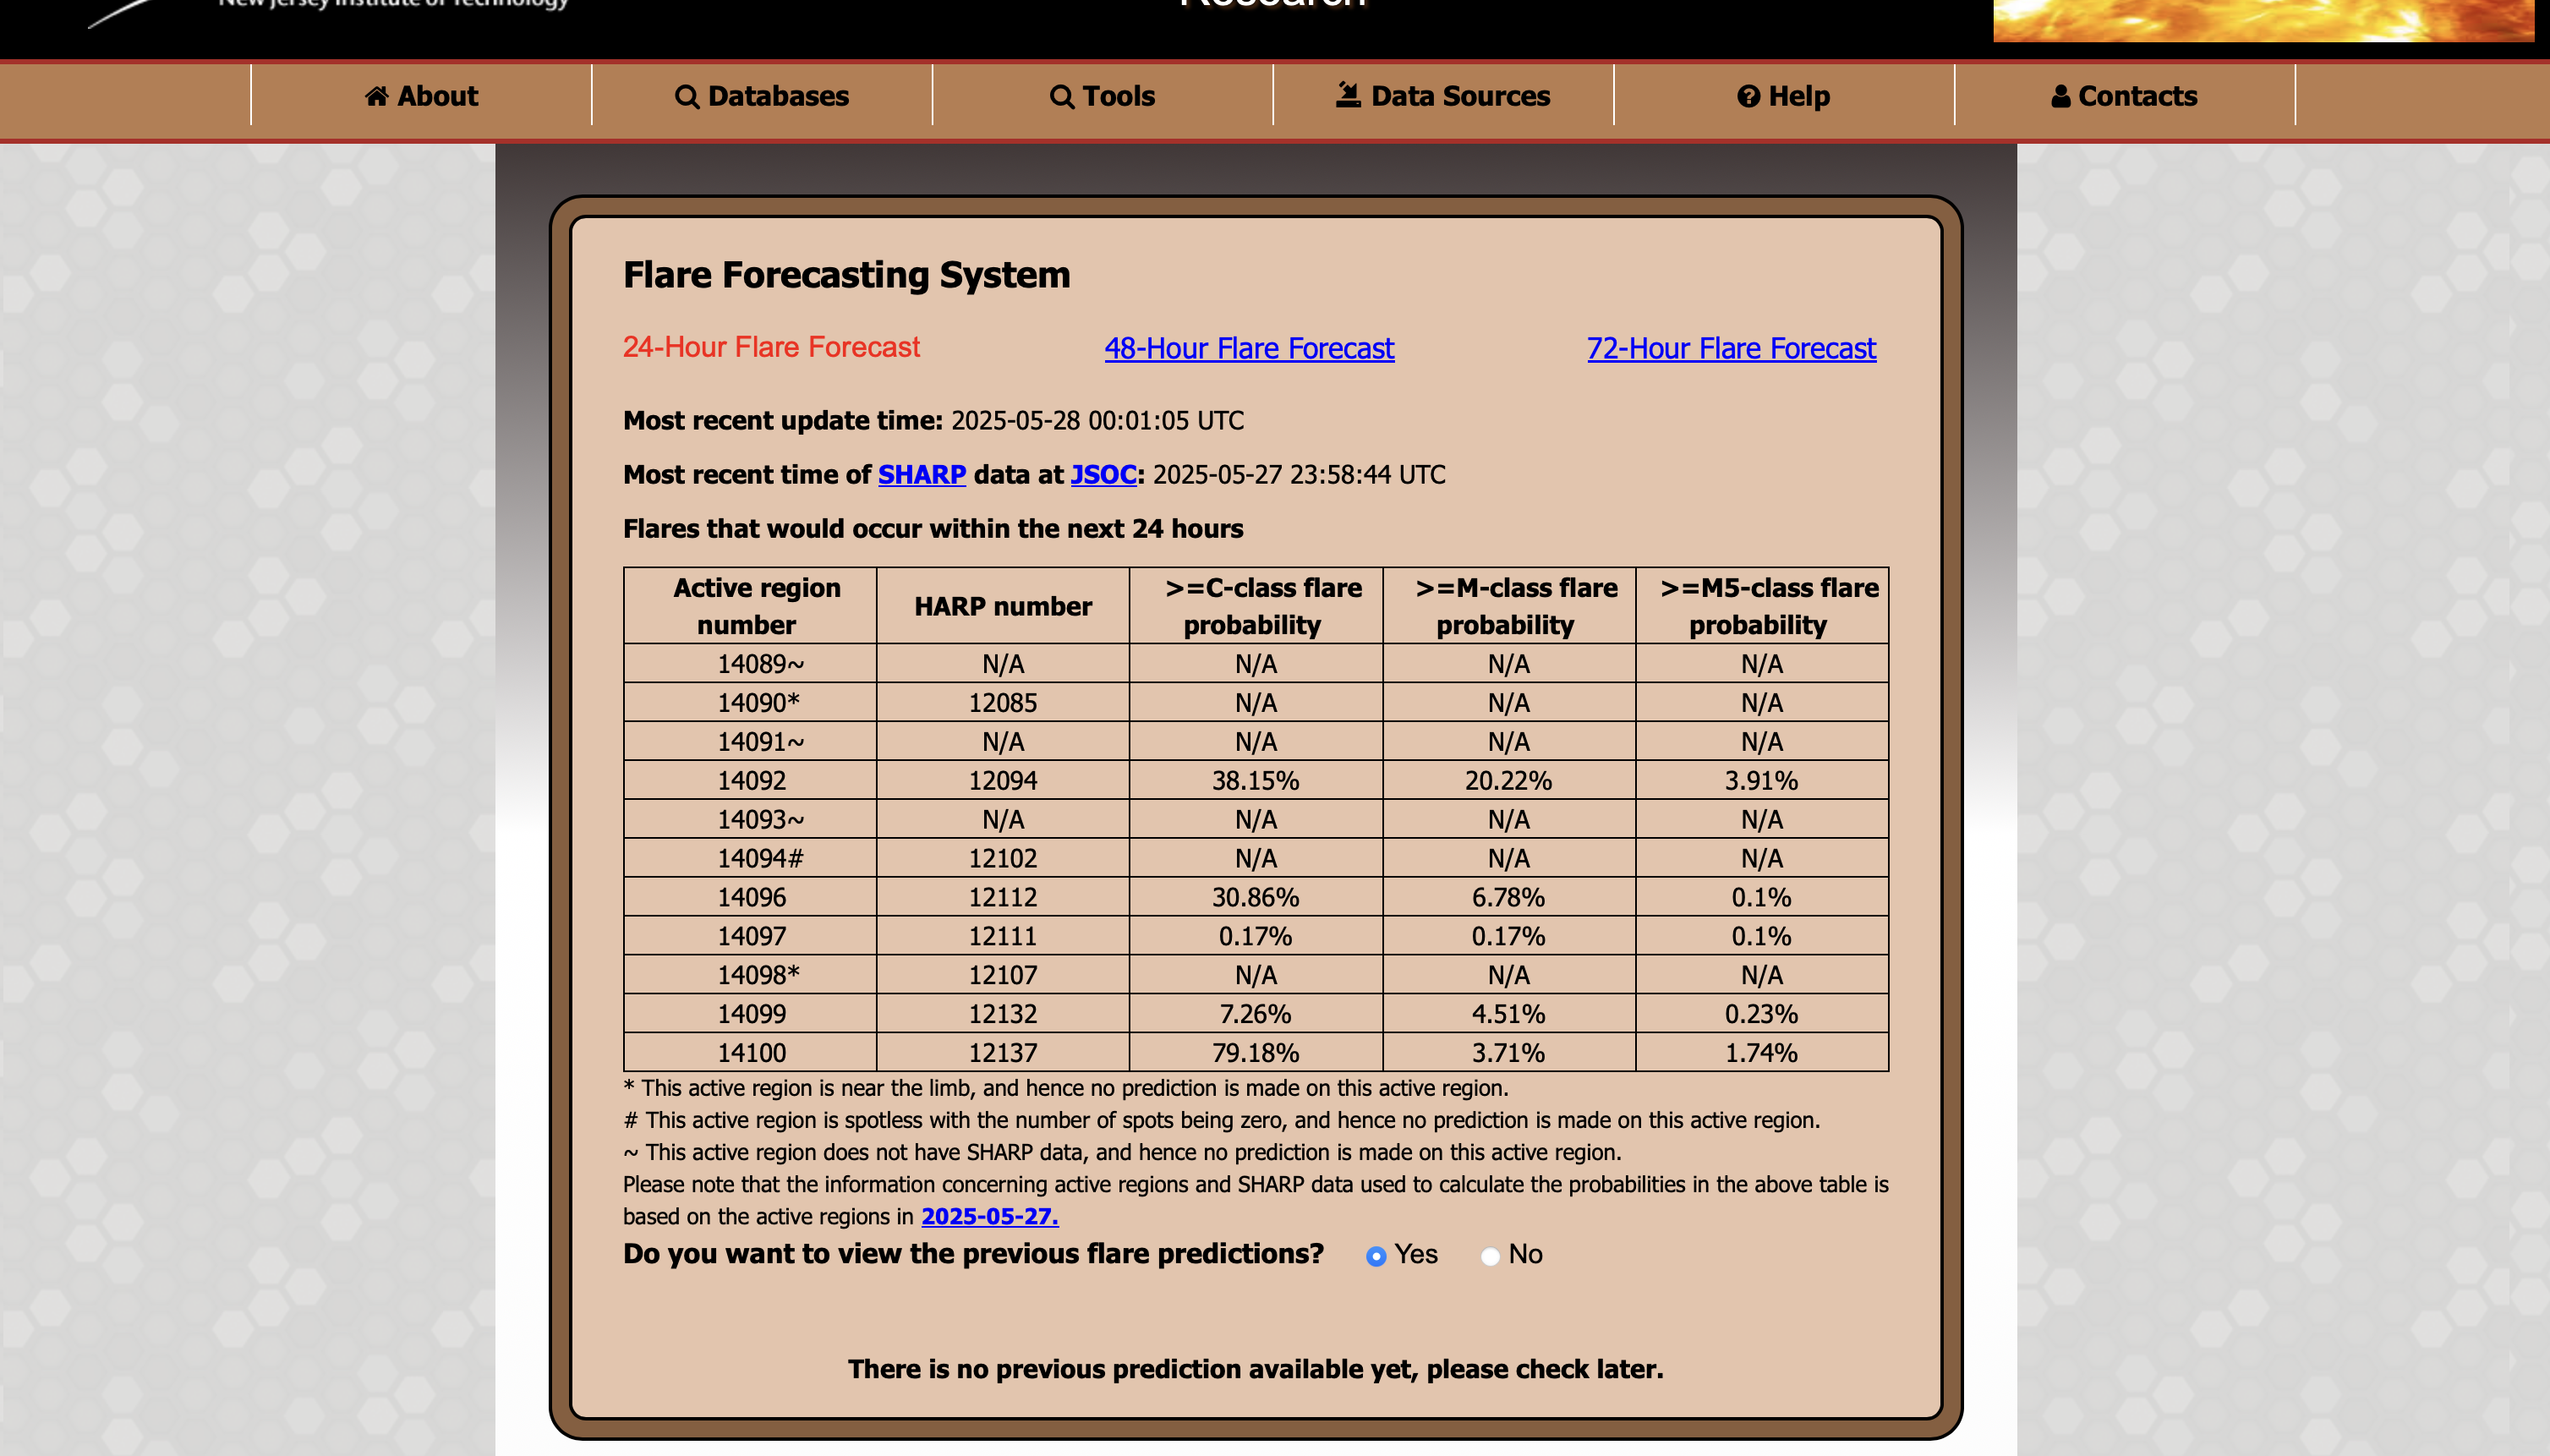 New Jersey Institute of Technology
Research
About Databases Tools Data Sources Help Contacts
Flare Forecasting System
24-Hour Flare Forecast 48-Hour Flare Forecast 72-Hour Flare Forecast
Most recent update time: 2025-05-28 00:01:05 UTC
Most recent time of SHARP data at JSOC: 2025-05-27 23:58:44 UTC
Flares that would occur within the next 24 hours
Active region number HARP number >=C-class flare probability >=M-class flare probability >=M5-class flare probability
14089~ N/A N/A N/A N/A
14090* 12085 N/A N/A N/A
14091~ N/A N/A N/A N/A
14092 12094 38.15% 20.22% 3.91%
14093~ N/A N/A N/A N/A
14094# 12102 N/A N/A N/A
14096 12112 30.86% 6.78% 0.1%
14097 12111 0.17% 0.17% 0.1%
14098* 12107 N/A N/A N/A
14099 12132 7.26% 4.51% 0.23%
14100 12137 79.18% 3.71% 1.74%
* This active region is near the limb, and hence no prediction is made on this active region.
# This active region is spotless with the number of spots being zero, and hence no prediction is made on this active region.
~ This active region does not have SHARP data, and hence no prediction is made on this active region.
Please note that the information concerning active regions and SHARP data used to calculate the probabilities in the above table is
based on the active regions in 2025-05-27.
Do you want to view the previous flare predictions? Yes No
There is no previous prediction available yet, please check later.